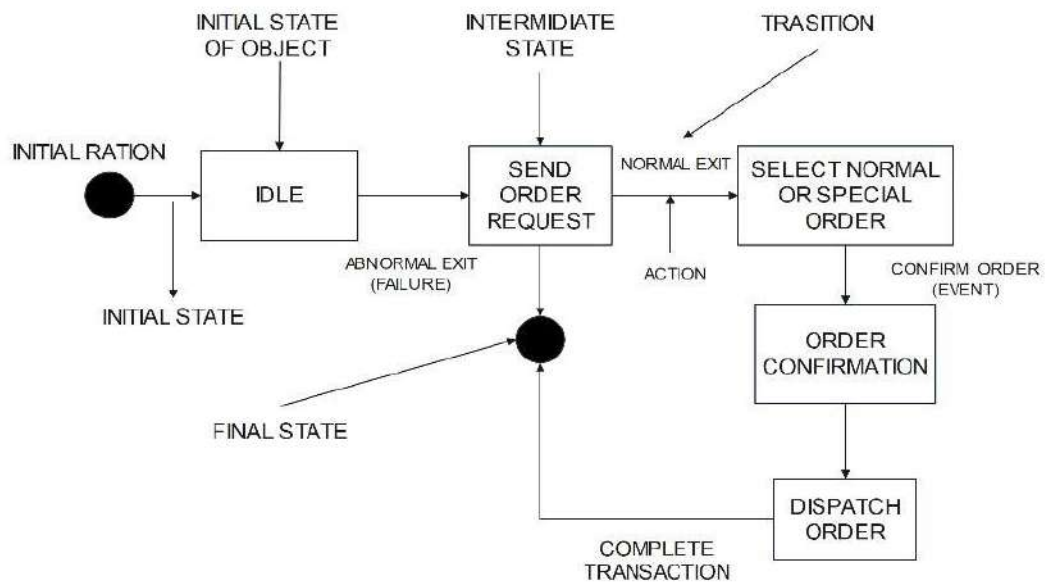 INITIAL STATE
OF OBJECT
INTERMIDIATE
STATE
TRASITION
INITIAL RATION
IDLE
SEND
ORDER
REQUEST
NORMAL EXIT
SELECT NORMAL
OR SPECIAL
ORDER
ABNORMAL EXIT
(FAILURE)
ACTION
CONFIRM ORDER
(EVENT)
INITIAL STATE
ORDER
CONFIRMATION
FINAL STATE
DISPATCH
ORDER
COMPLETE
TRANSACTION